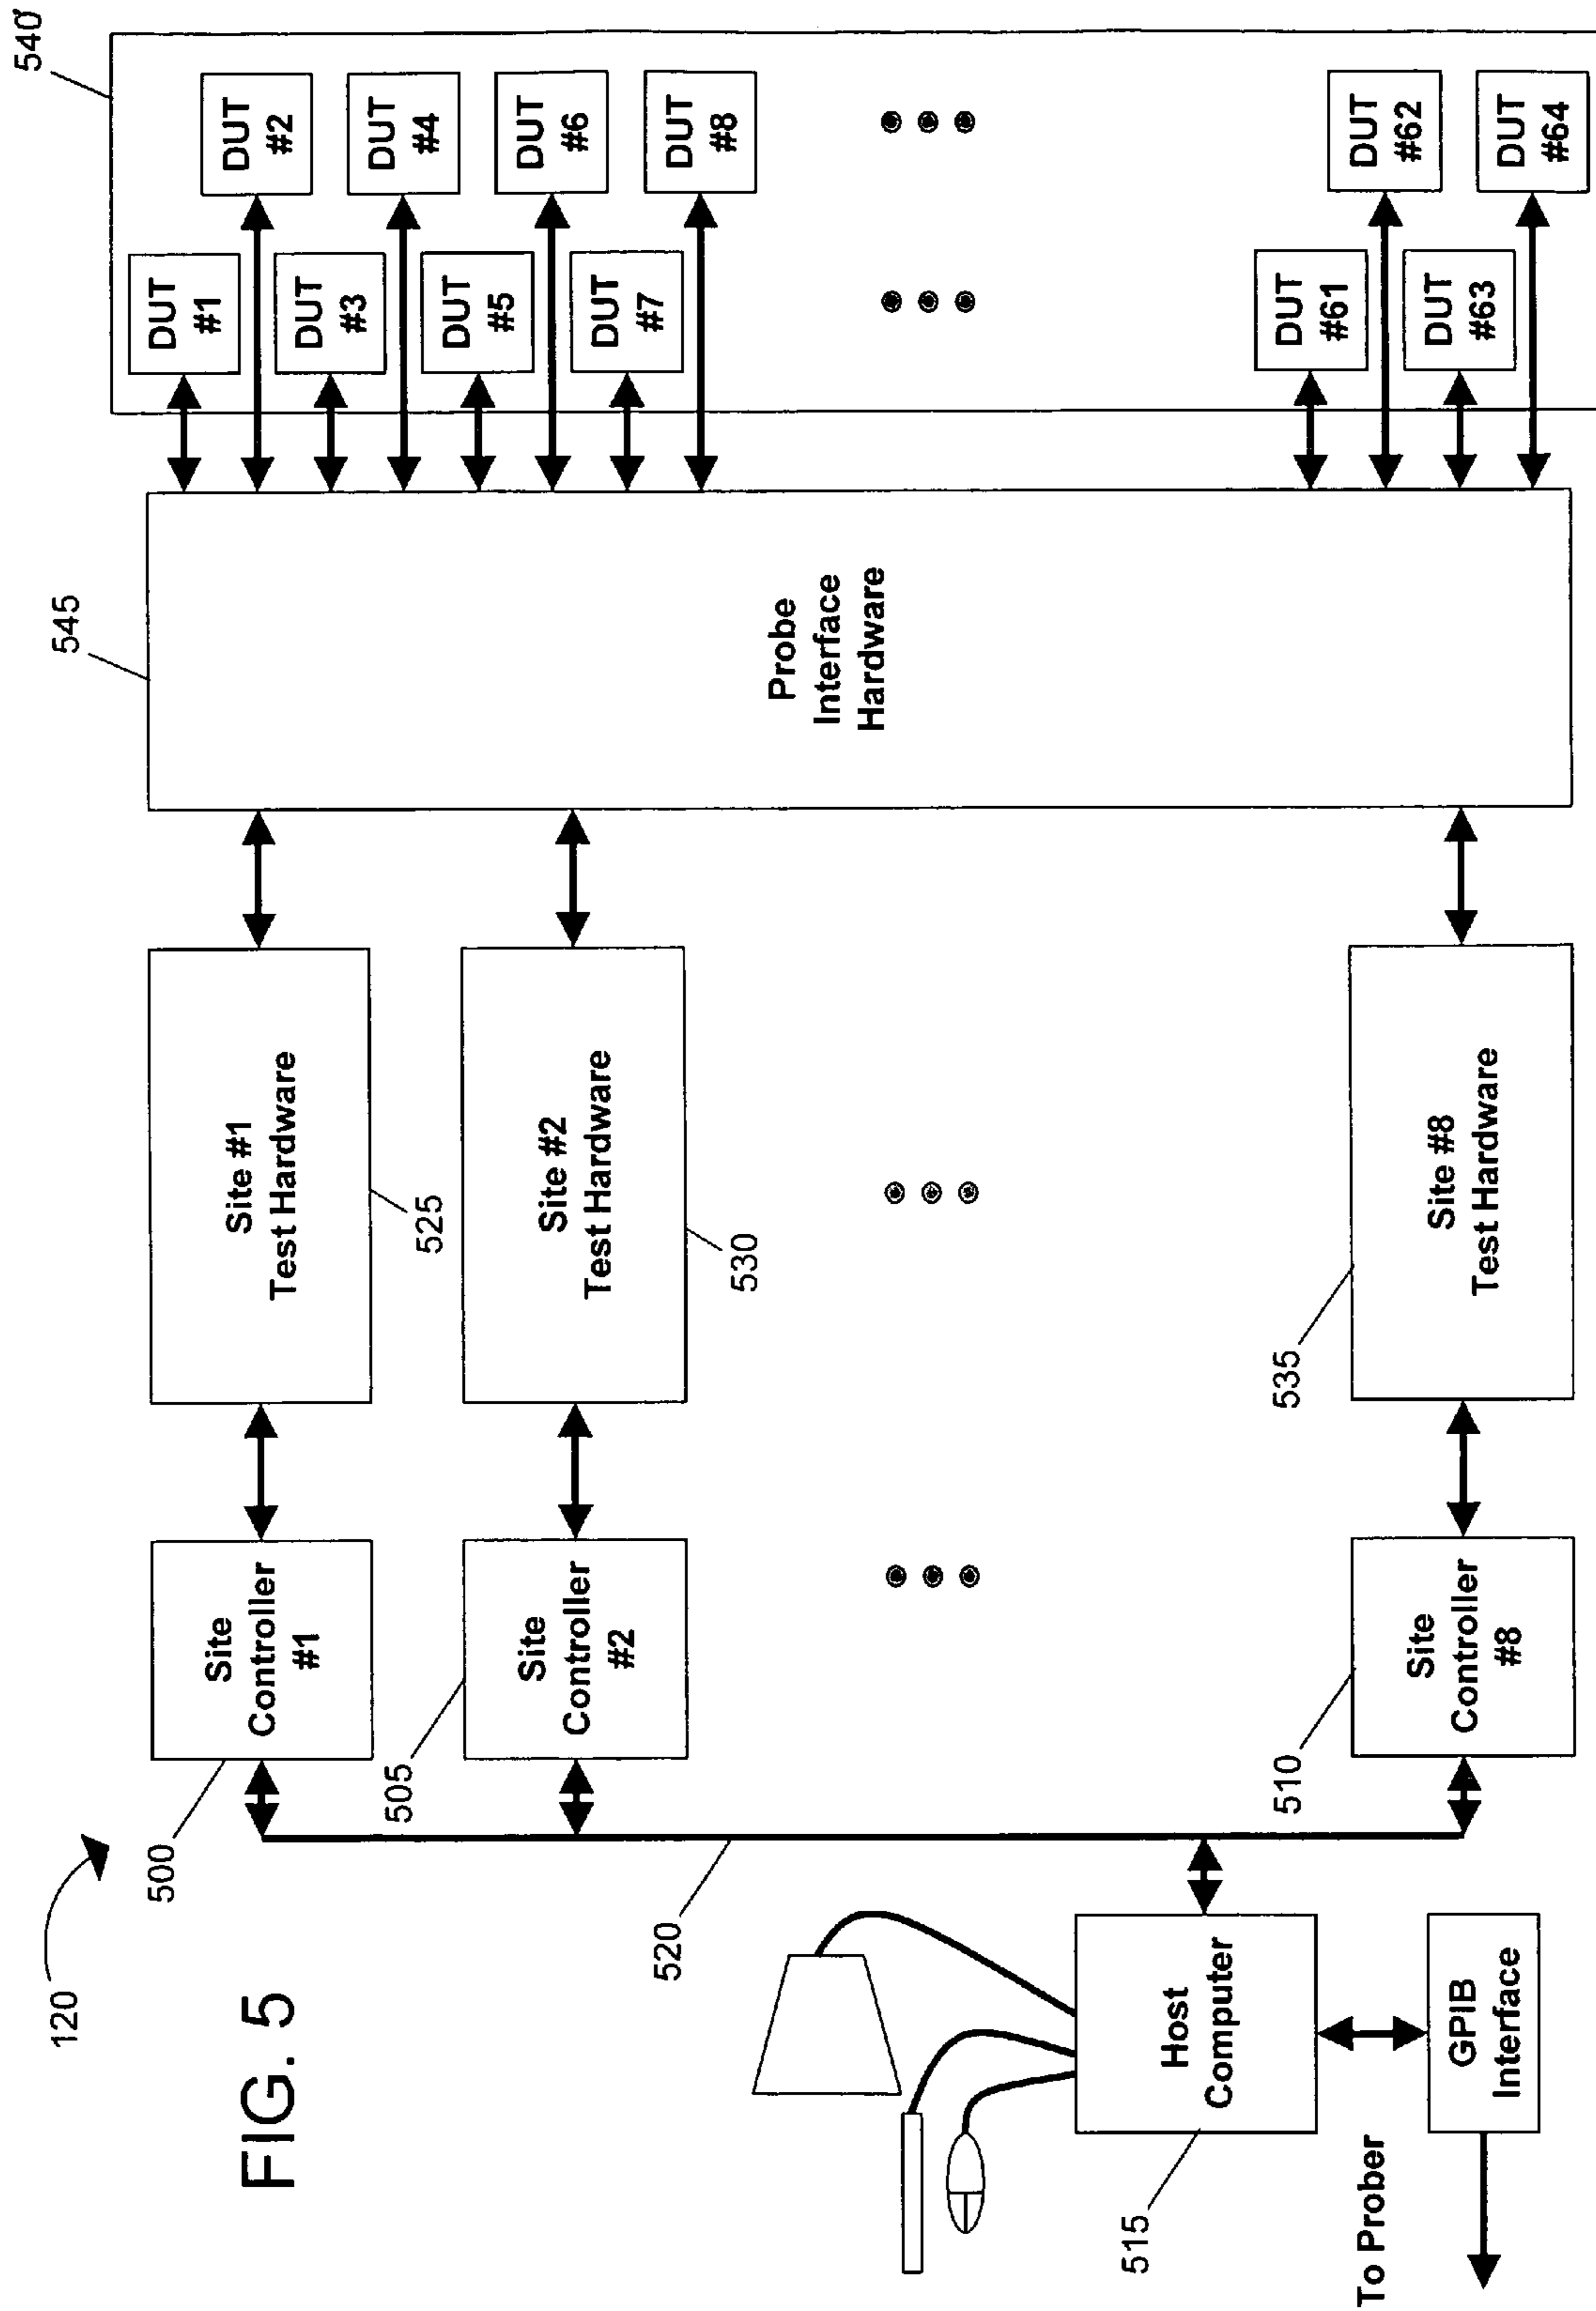 FIG. 5
120
500
505
510
515
520
525
530
535
540'
545
Host
Computer
GPIB
Interface
To Prober
Site
Controller
#1
Site
Controller
#2
Site
Controller
#8
Site #1
Test Hardware
Site #2
Test Hardware
Site #8
Test Hardware
Probe
Interface
Hardware
DUT
#1
DUT
#2
DUT
#3
DUT
#4
DUT
#5
DUT
#6
DUT
#7
DUT
#8
DUT
#61
DUT
#62
DUT
#63
DUT
#64